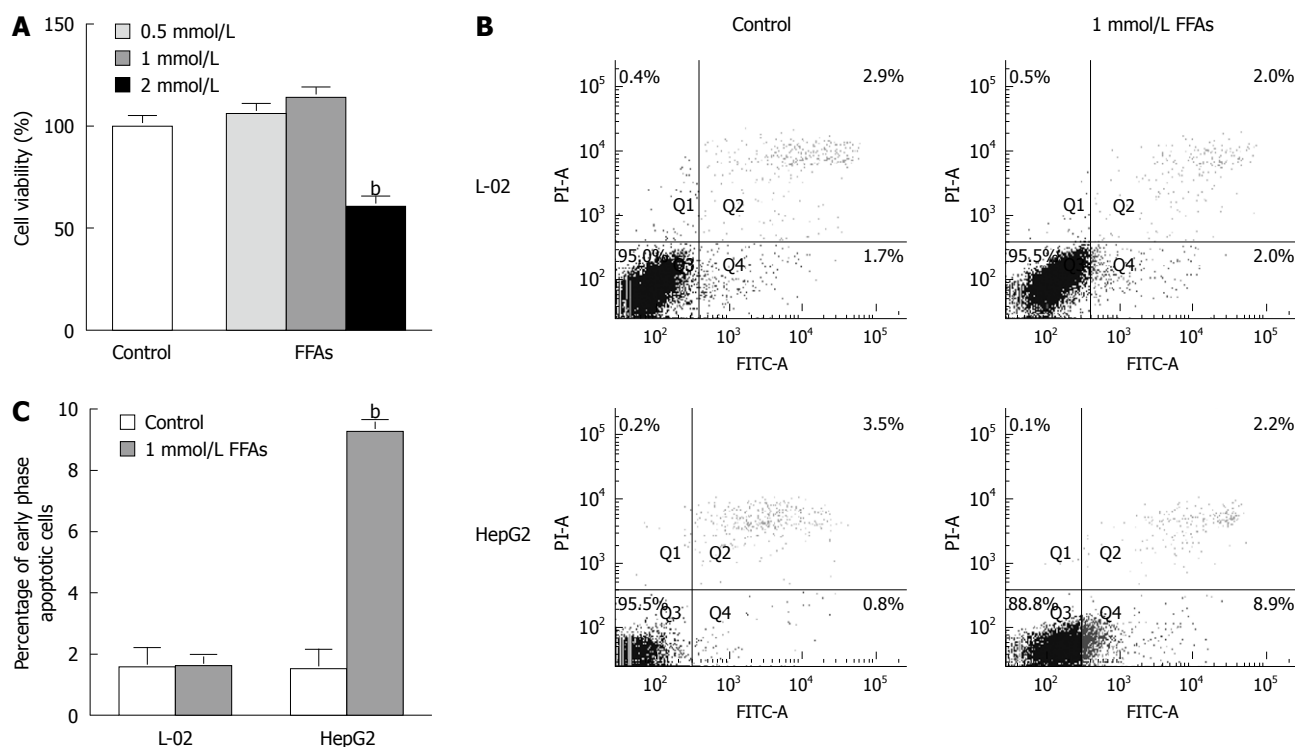 A
Cell viability (%)
150
100
50
0
0.5 mmol/L
1 mmol/L
2 mmol/L
b
Control
FFAs
B
Control
1 mmol/L FFAs
L-02
PI-A
10⁵
10⁴
10³
10²
0.4%
2.9%
Q1
Q2
95.0%
Q3
Q4
1.7%
10²
10³
10⁴
10⁵
FITC-A
PI-A
10⁵
10⁴
10³
10²
0.5%
2.0%
Q1
Q2
95.5%
Q4
2.0%
10²
10³
10⁴
10⁵
FITC-A
HepG2
PI-A
10⁵
10⁴
10³
10²
0.2%
3.5%
Q1
Q2
95.5%
Q3
Q4
0.8%
10²
10³
10⁴
10⁵
FITC-A
PI-A
10⁵
10⁴
10³
10²
0.1%
2.2%
Q1
Q2
88.8%
Q3
Q4
8.9%
10²
10³
10⁴
10⁵
FITC-A
C
Percentage of early phase
apoptotic cells
10
8
6
4
2
0
Control
1 mmol/L FFAs
b
L-02
HepG2